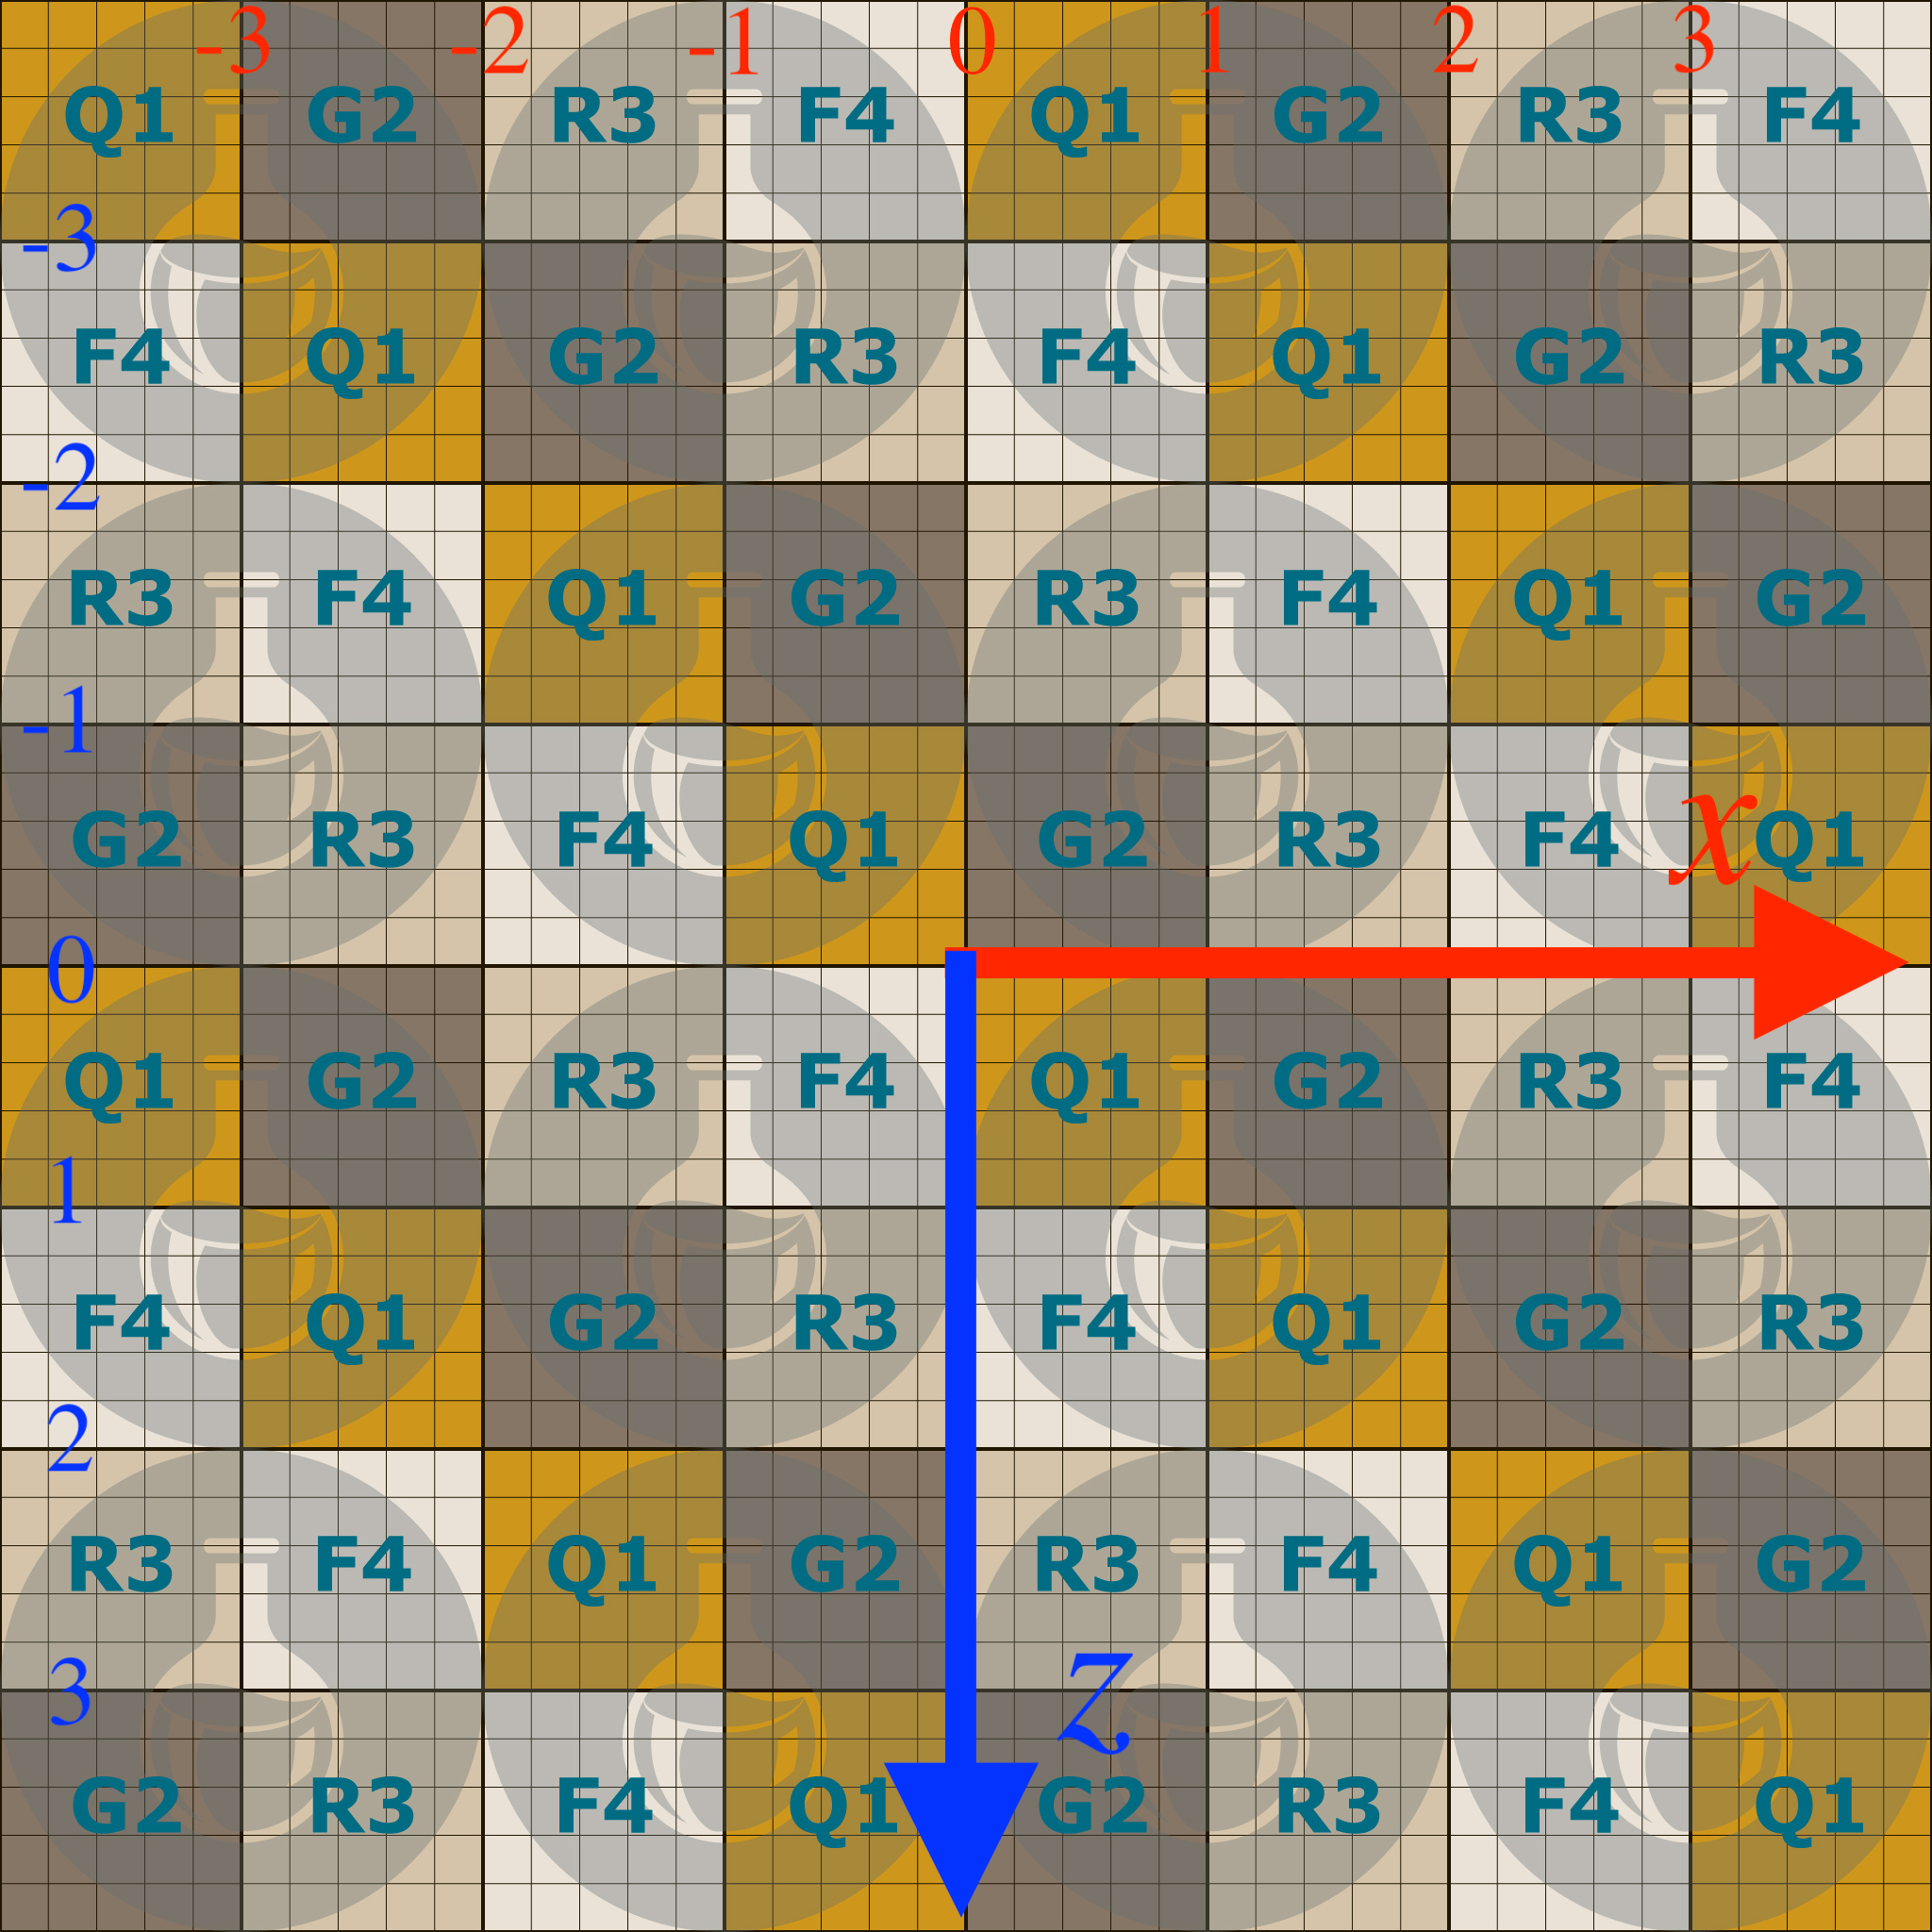 -3 -2 -1 0 1 2 3
Q1 G2 R3 F4 Q1 G2 R3 F4
-3
F4 Q1 G2 R3 F4 Q1 G2 R3
-2
R3 F4 Q1 G2 R3 F4 Q1 G2
-1
G2 R3 F4 Q1 G2 R3 F4 x Q1
0
Q1 G2 R3 F4 Q1 G2 R3 F4
1
F4 Q1 G2 R3 F4 Q1 G2 R3
2
R3 F4 Q1 G2 R3 F4 Q1 G2
3 z
G2 R3 F4 Q1 G2 R3 F4 Q1